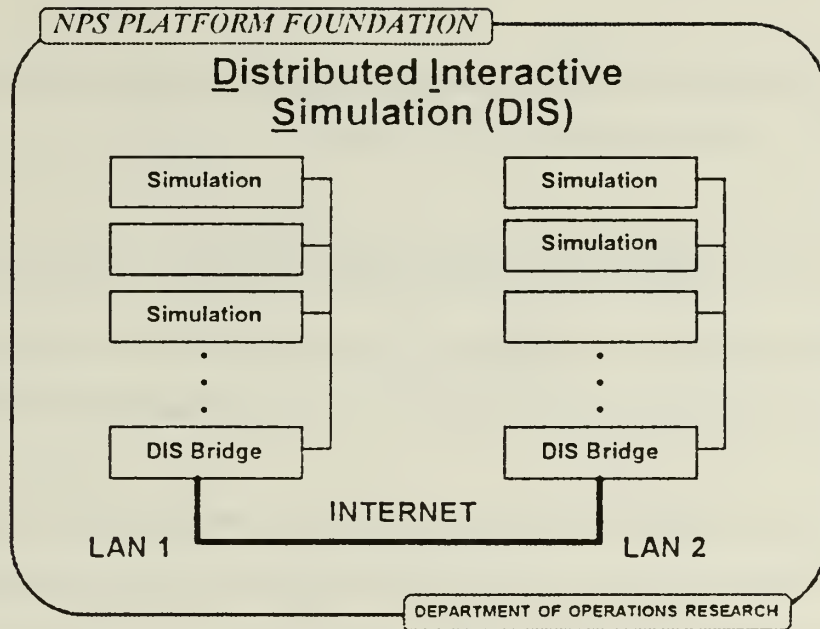 NPS PLATFORM FOUNDATION
Distributed Interactive
Simulation (DIS)
Simulation
Simulation
DIS Bridge
Simulation
Simulation
DIS Bridge
INTERNET
LAN 1
LAN 2
DEPARTMENT OF OPERATIONS RESEARCH